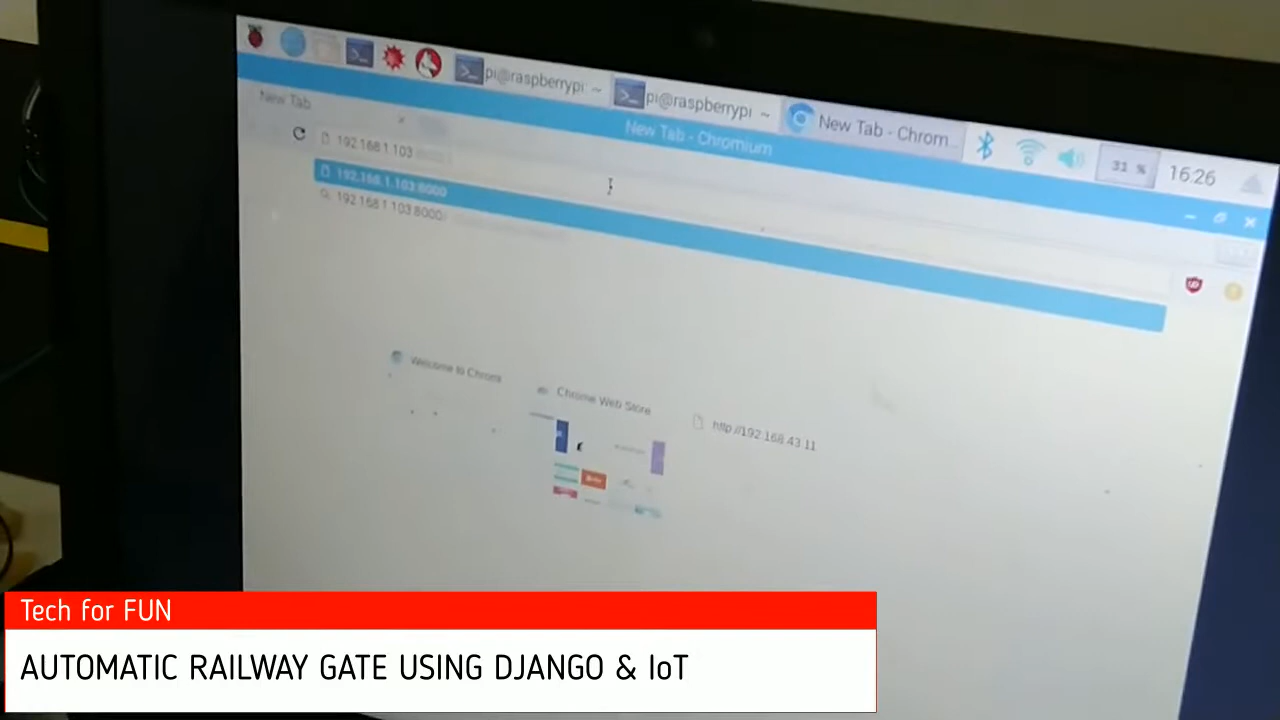 pi@raspberrypi ~
pi@raspberrypi ~
New Tab - Chrom...
31 %
16:26
New Tab - Chromium
New Tab
192.168.1.103
192.168.1.103:8000
192.168.1.103:8000
Welcome to Chromi
Chrome Web Store
http://192.168.43.11
Tech for FUN
AUTOMATIC RAILWAY GATE USING DJANGO & IoT